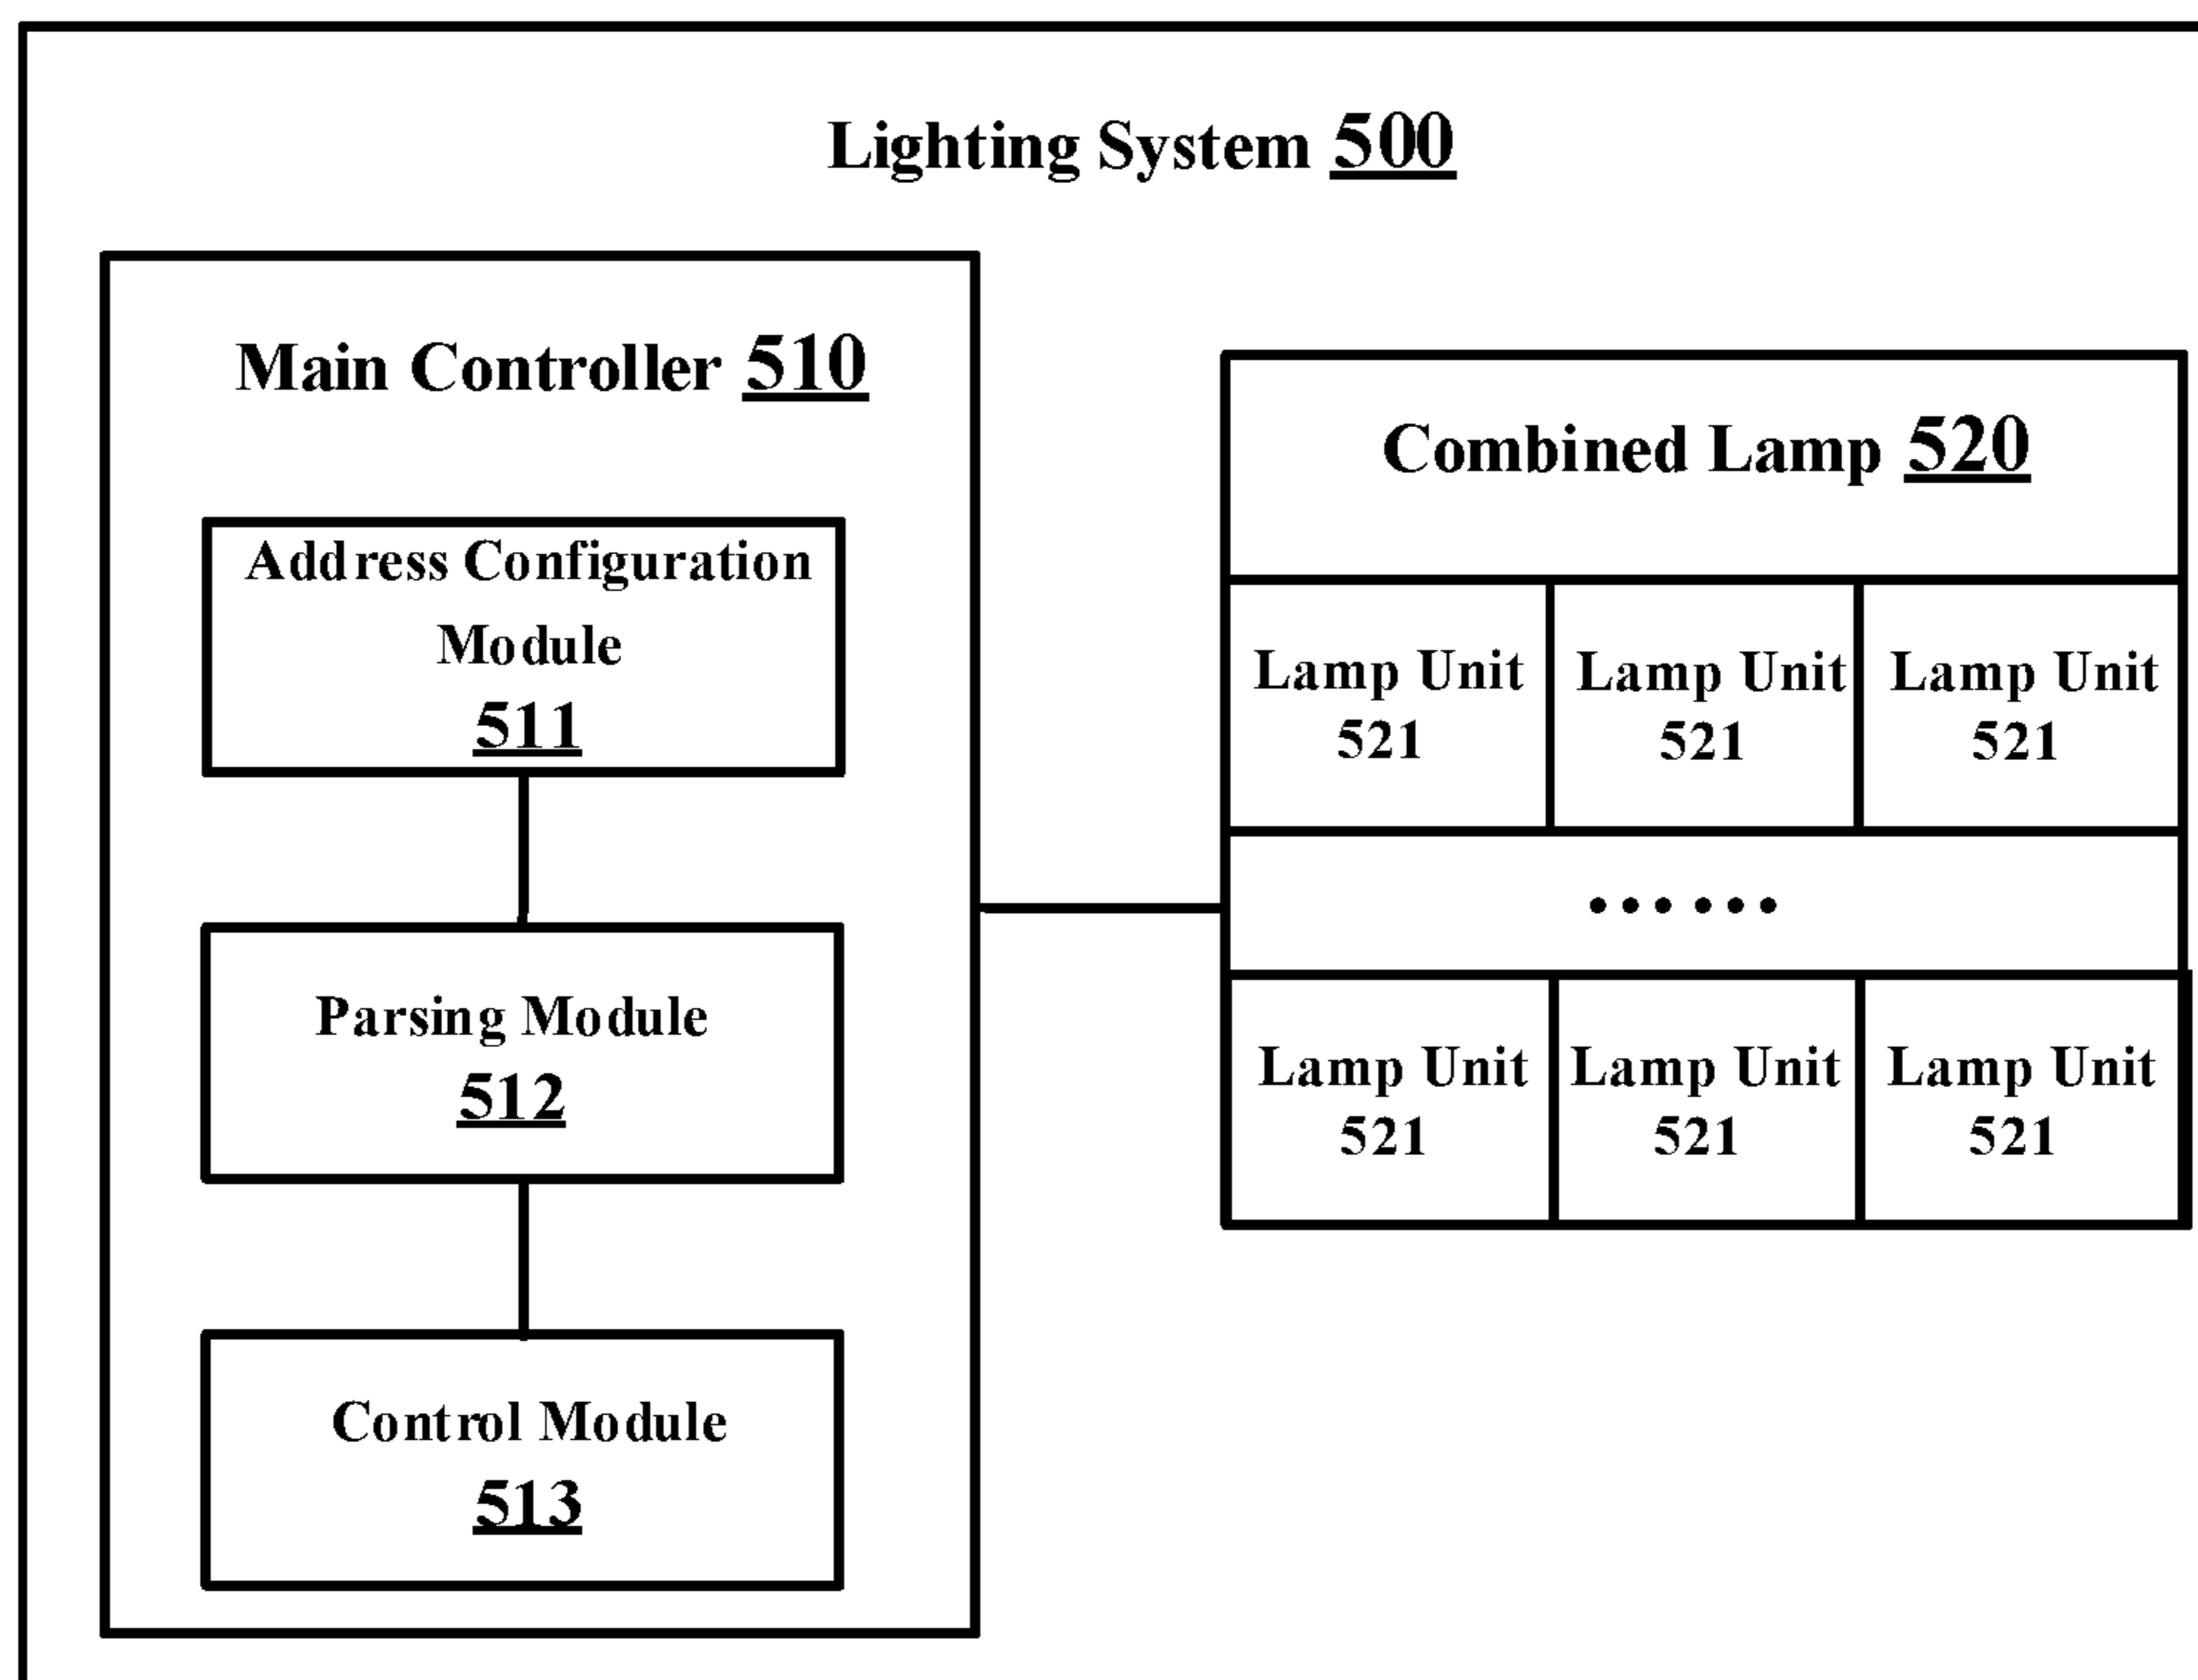 Lighting System 500
Main Controller 510
Address Configuration
Module
511
Parsing Module
512
Control Module
513
Combined Lamp 520
Lamp Unit
521
Lamp Unit
521
Lamp Unit
521
……
Lamp Unit
521
Lamp Unit
521
Lamp Unit
521